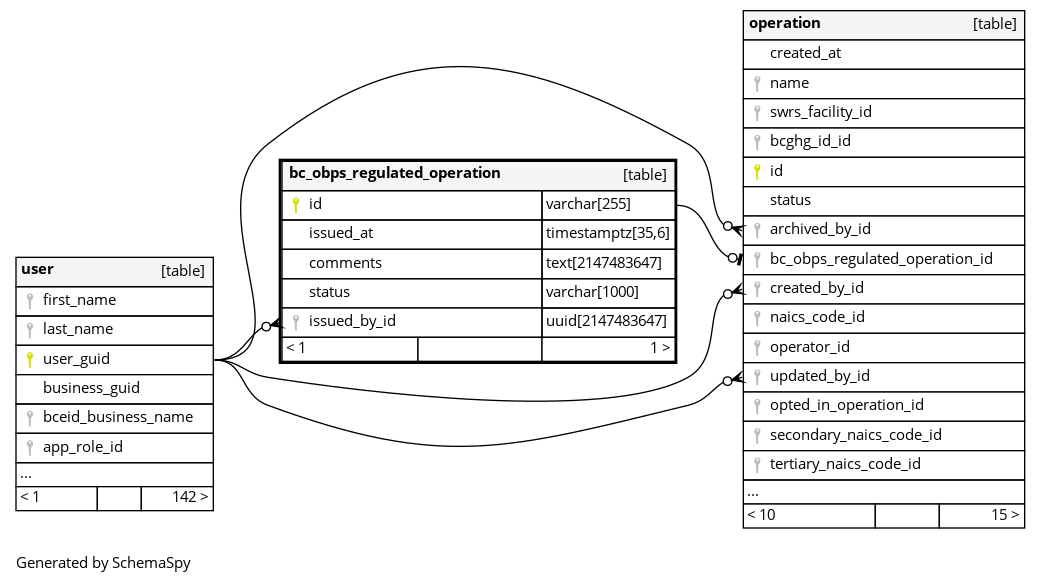 user [table]
first_name
last_name
user_guid
business_guid
bceid_business_name
app_role_id
...
< 1 142 >
bc_obps_regulated_operation [table]
id varchar[255]
issued_at timestamptz[35,6]
comments text[2147483647]
status varchar[1000]
issued_by_id uuid[2147483647]
< 1 1 >
operation [table]
created_at
name
swrs_facility_id
bcghg_id_id
id
status
archived_by_id
bc_obps_regulated_operation_id
created_by_id
naics_code_id
operator_id
updated_by_id
opted_in_operation_id
secondary_naics_code_id
tertiary_naics_code_id
...
< 10 15 >
Generated by SchemaSpy